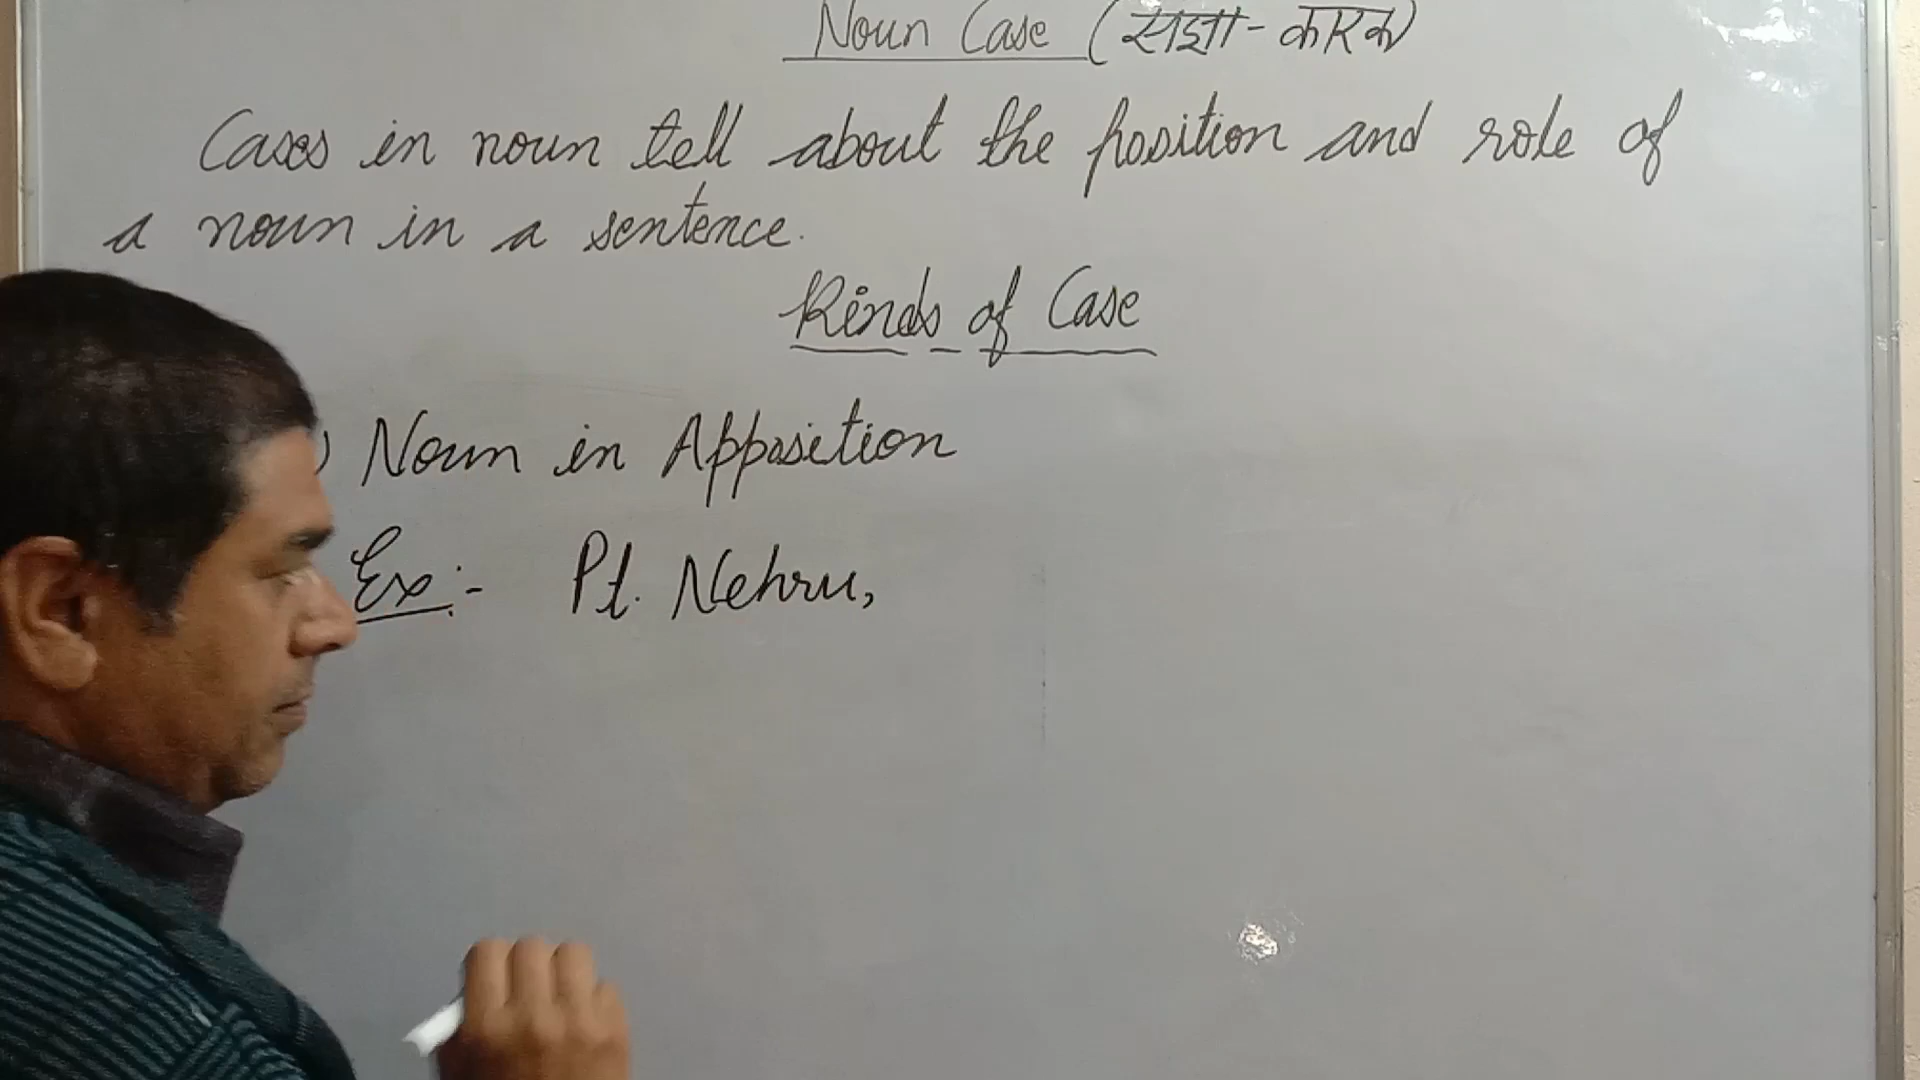 Noun Case (संज्ञा - कारक)
Cases in noun tell about the position and role of
a noun in a sentence.
Kinds of Case
) Noun in Apposition
Ex:- Pt. Nehru,